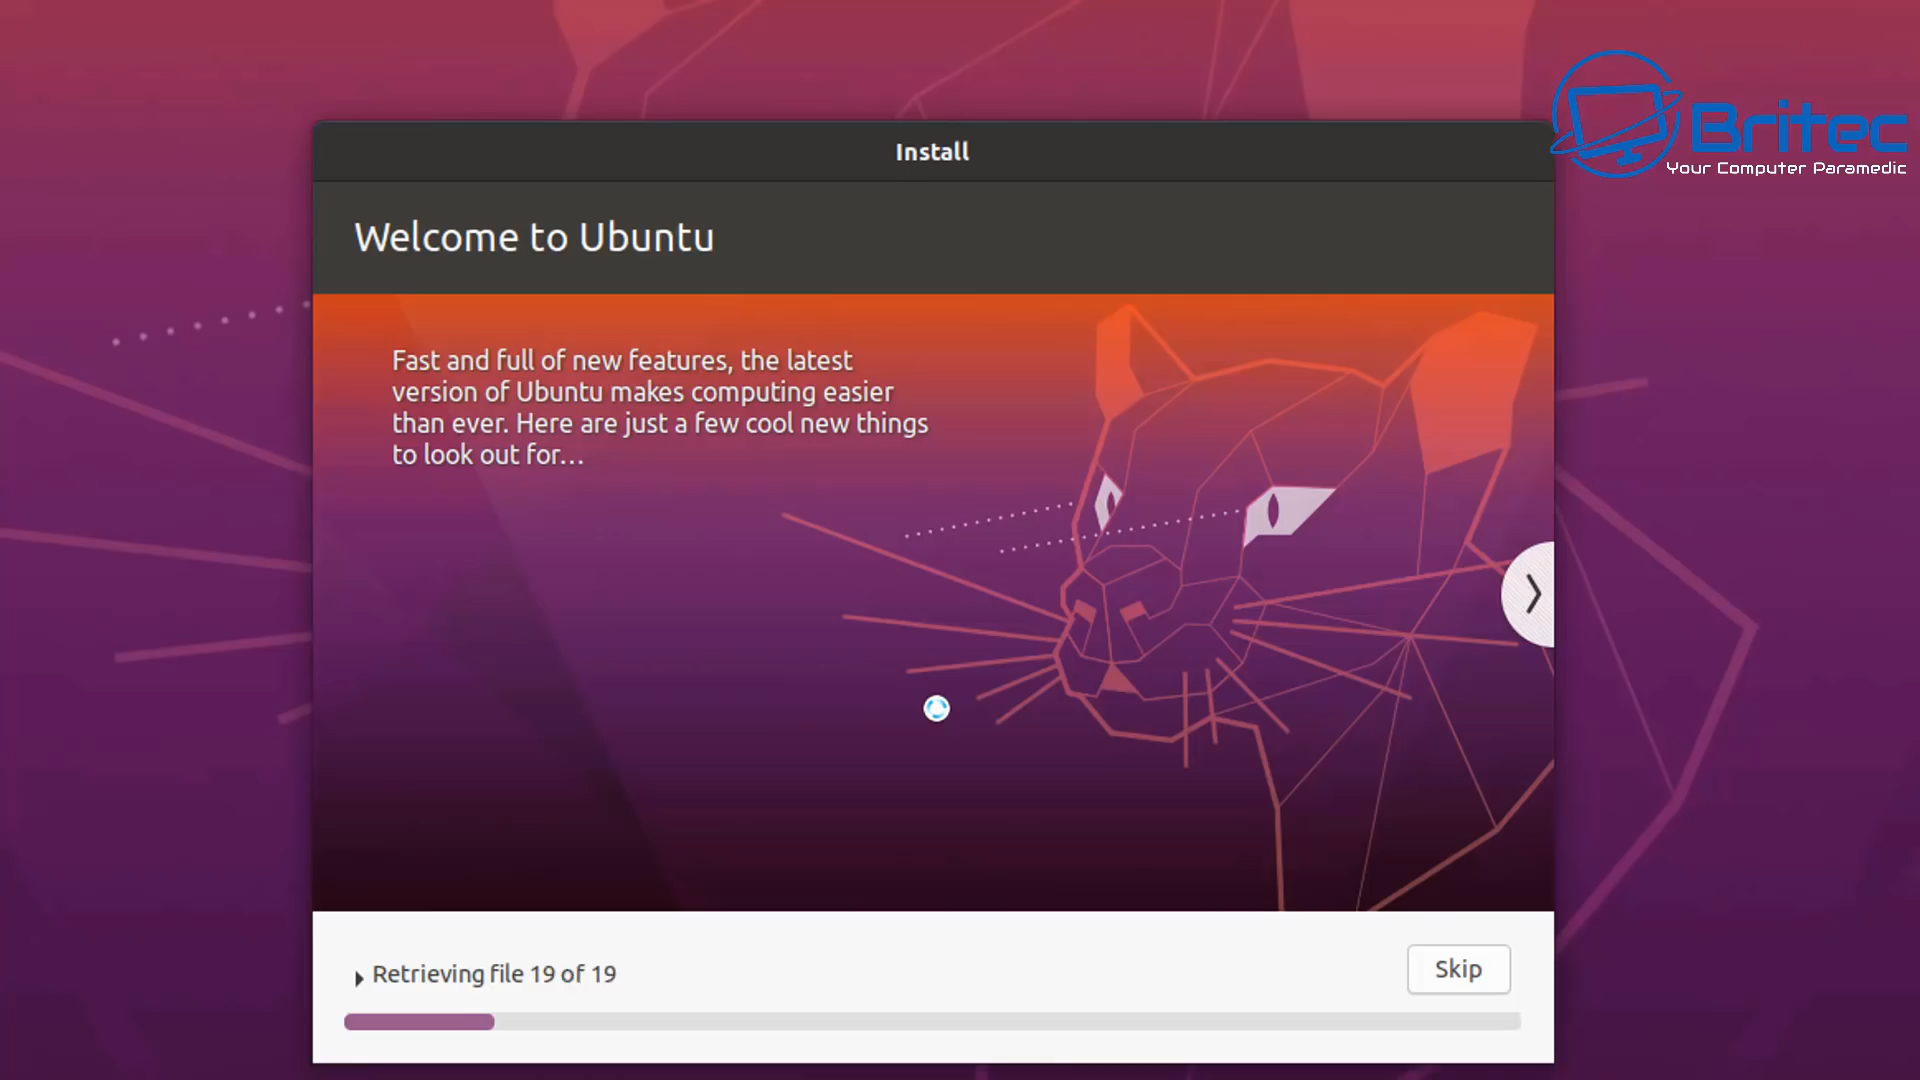 Britec
Your Computer Paramedic
Install
Welcome to Ubuntu
Fast and full of new features, the latest
version of Ubuntu makes computing easier
than ever. Here are just a few cool new things
to look out for...
Retrieving file 19 of 19
Skip